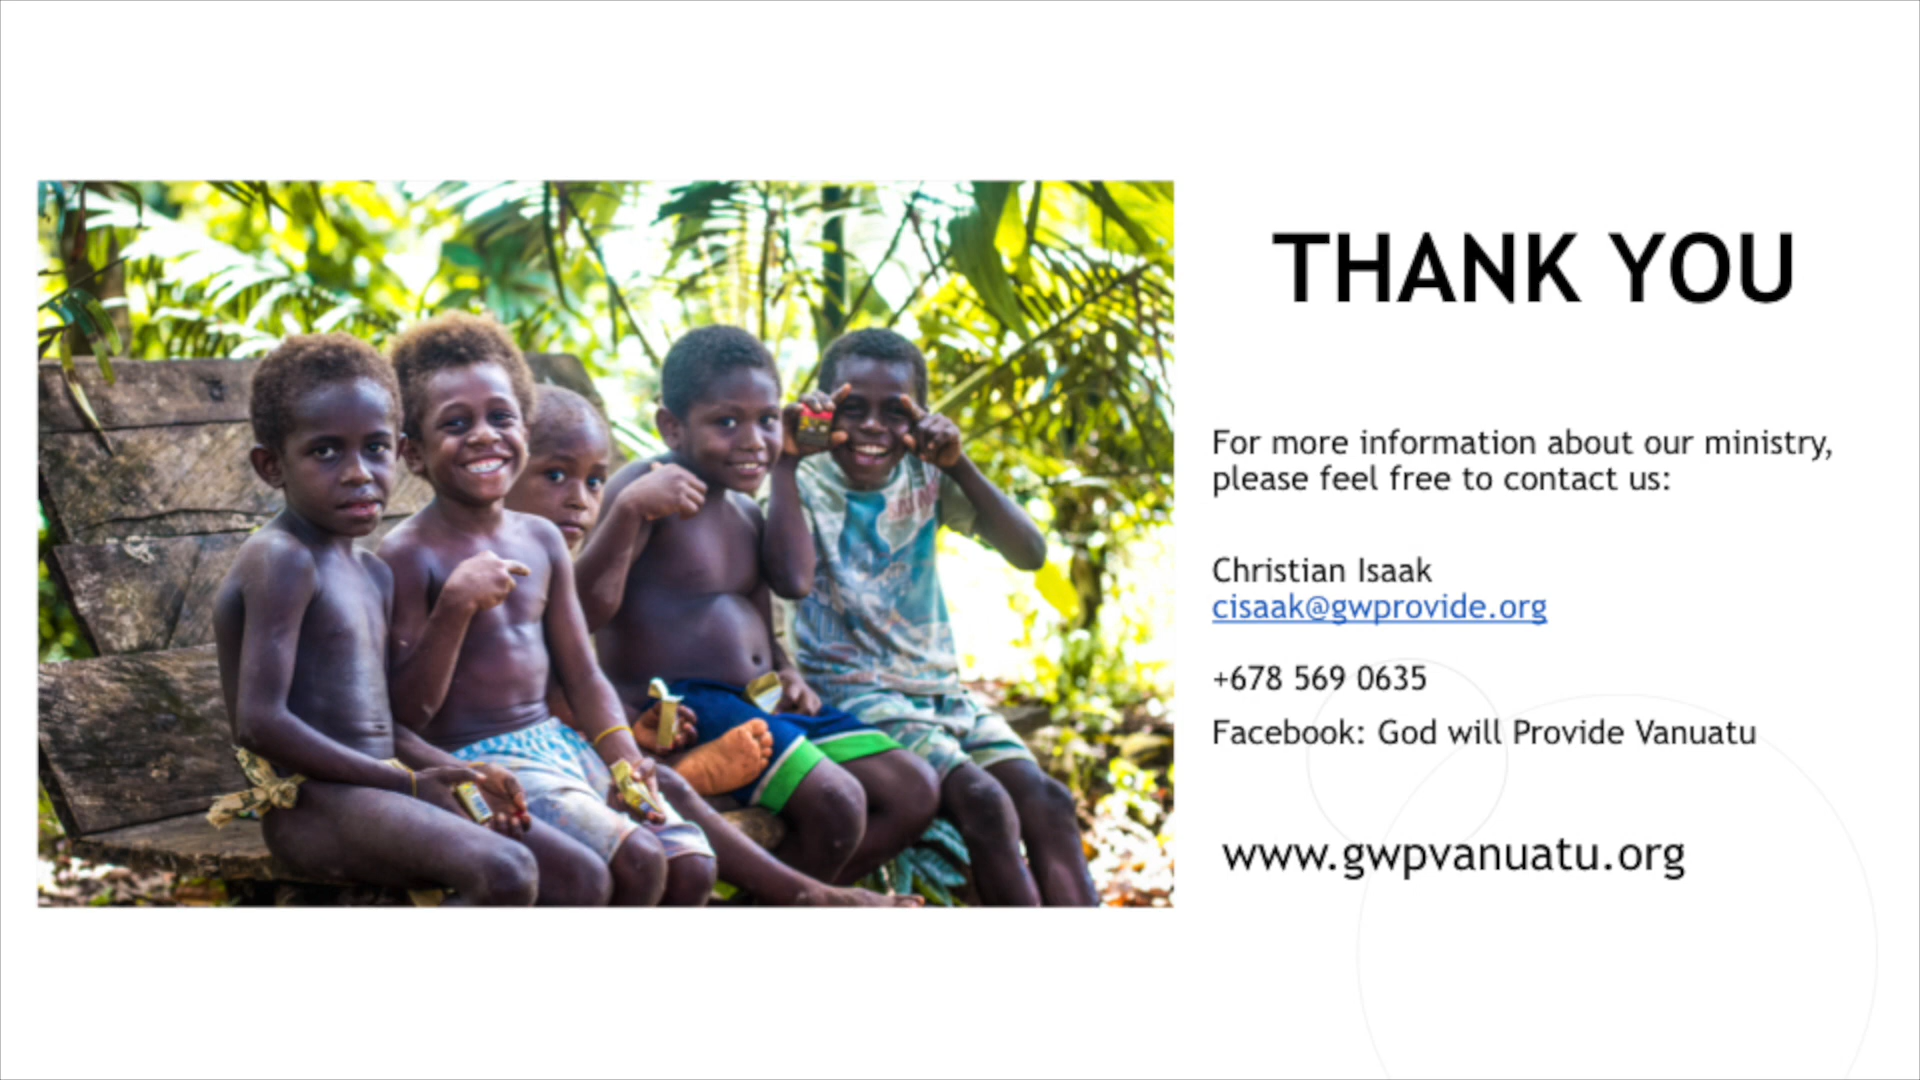 THANK YOU
For more information about our ministry,
please feel free to contact us:
Christian Isaak
cisaak@gwprovide.org
+678 569 0635
Facebook: God will Provide Vanuatu
www.gwpvanuatu.org